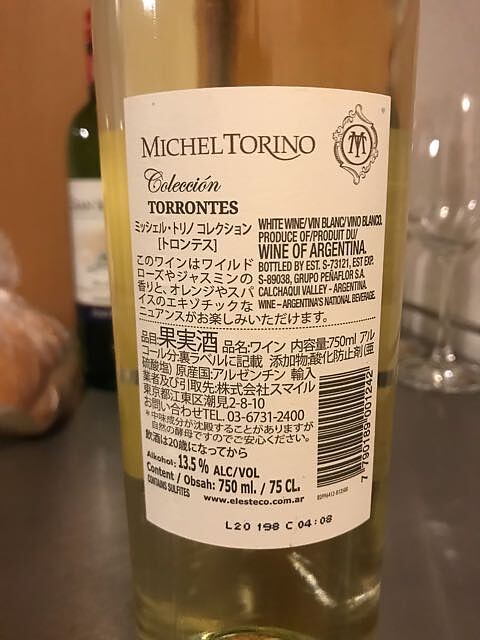 MICHEL TORINO
Colección
TORRONTES
ミッシェル・トリノ コレクション
[トロンテス]
このワインはワイルド
ローズやジャスミンの
香りと、オレンジやスパ
イスのエキゾチックな
ニュアンスがお楽しみいただけます。
WHITE WINE/VIN BLANC/VINO BLANCO.
PRODUCE OF/PRODUIT DU/
WINE OF ARGENTINA.
BOTTLED BY EST. S-73121, EST EXP.
S-89038, GRUPO PEÑAFLOR S.A.
CALCHAQUI VALLEY - ARGENTINA.
WINE - ARGENTINA'S NATIONAL BEVERAGE.
品目:果実酒 品名:ワイン 内容量:750ml アル
コール分:裏ラベルに記載 添加物:酸化防止剤(亜
硫酸塩) 原産国:アルゼンチン 輸入
業者及び引取先:株式会社スマイル
東京都江東区潮見2-8-10
お問い合わせTEL.03-6731-2400
*中味成分が沈殿することがありますが
自然の酵母ですのでご安心ください。
飲酒は20歳になってから
Alkohol: 13.5 % ALC/VOL
Content / Obsah: 750 ml. / 75 CL.
CONTAINS SULFITES
www.elesteco.com.ar
7 790189 001242
L20 198 C 04:08